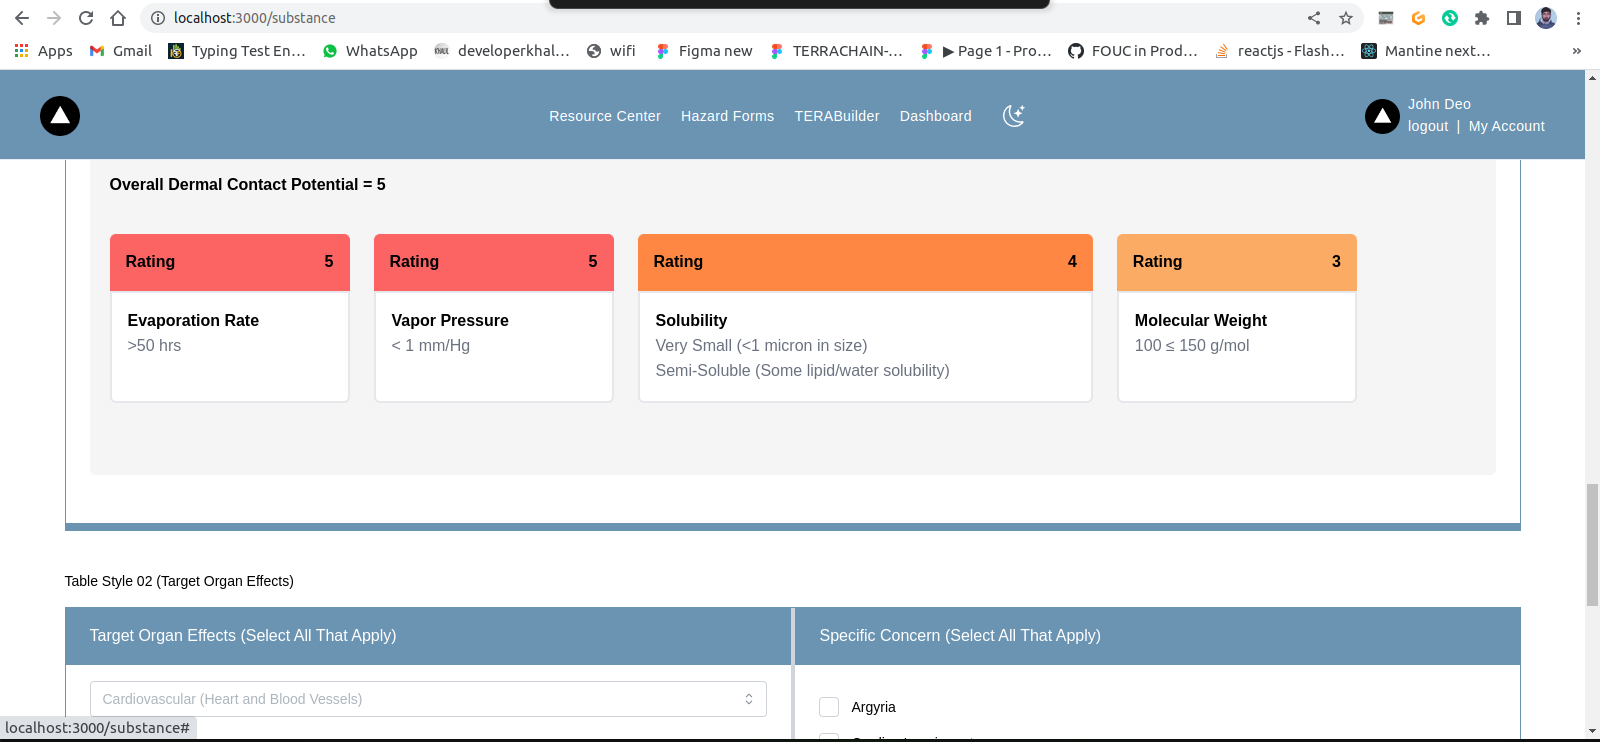 localhost:3000/substance
Apps Gmail Typing Test En... WhatsApp developerkhal... wifi Figma new TERRACHAIN-... ▶ Page 1 - Pro... FOUC in Prod... reactjs - Flash... Mantine next... »
Resource Center Hazard Forms TERABuilder Dashboard
John Deo
logout | My Account
Overall Dermal Contact Potential = 5
Rating 5
Evaporation Rate
>50 hrs
Rating 5
Vapor Pressure
< 1 mm/Hg
Rating 4
Solubility
Very Small (<1 micron in size)
Semi-Soluble (Some lipid/water solubility)
Rating 3
Molecular Weight
100 ≤ 150 g/mol
Table Style 02 (Target Organ Effects)
Target Organ Effects (Select All That Apply)
Specific Concern (Select All That Apply)
Cardiovascular (Heart and Blood Vessels)
Argyria
localhost:3000/substance#